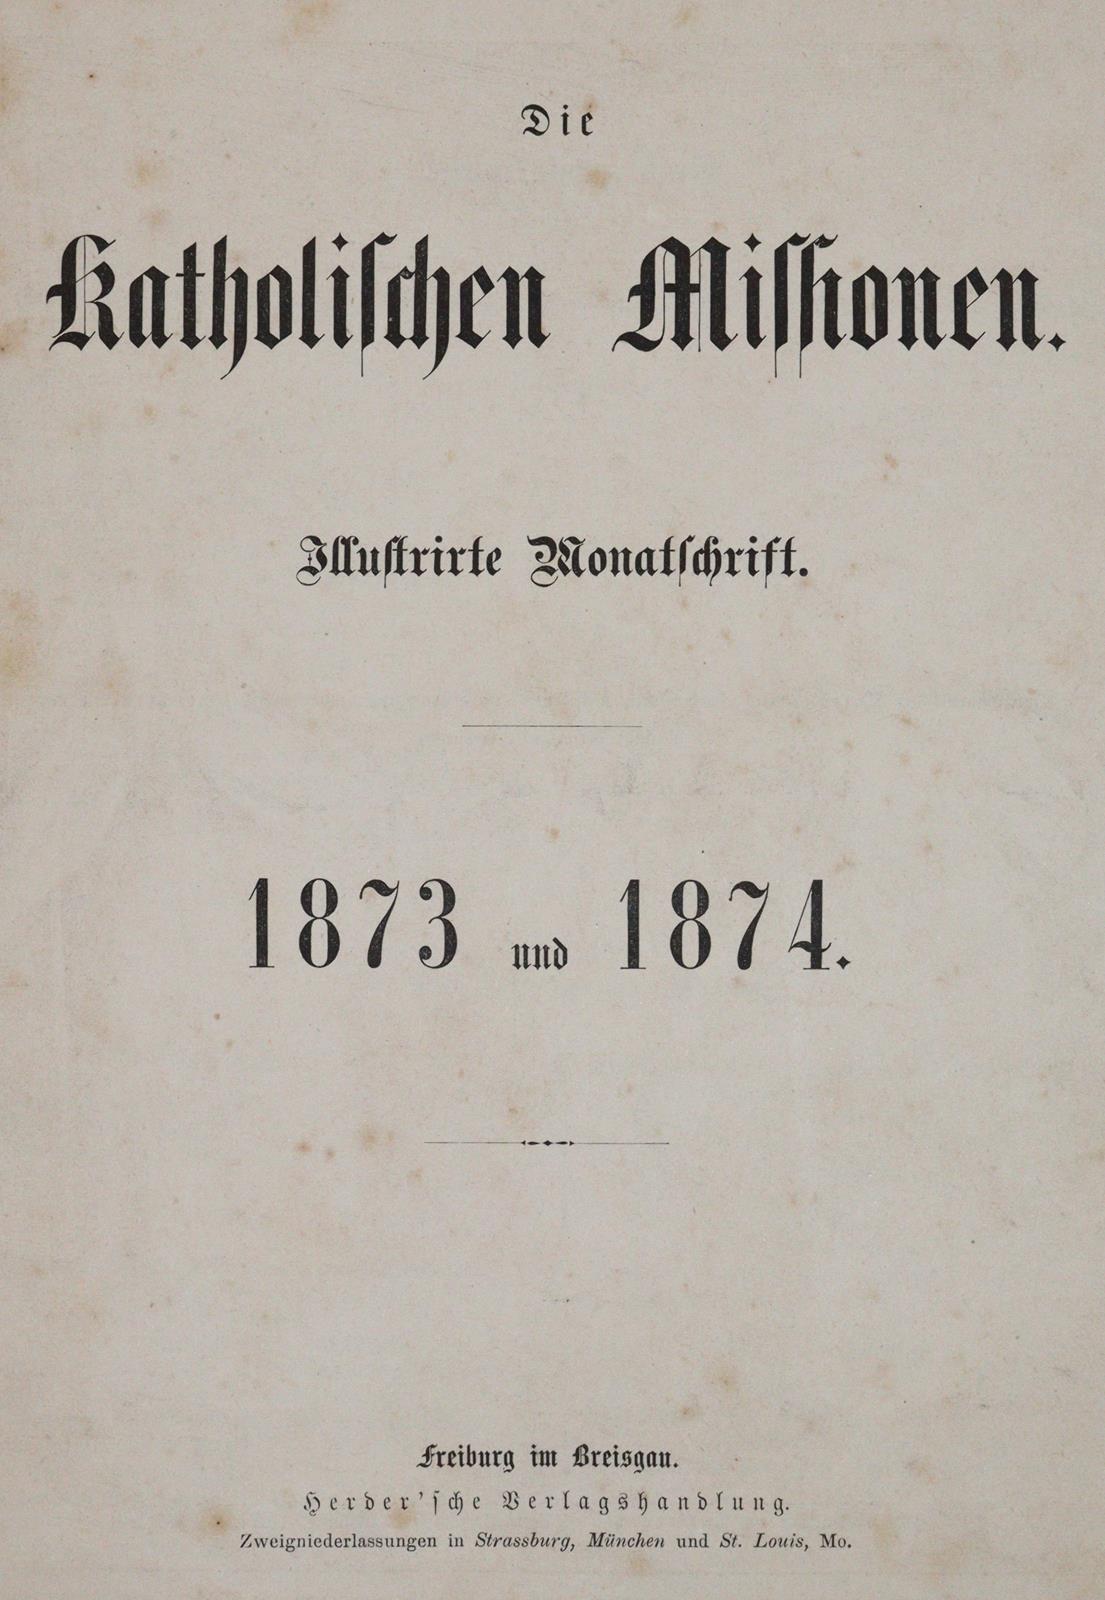 Die
Katholiſchen Miſſionen.
Illuſtrirte Monatſchrift.
1873 und 1874.
Freiburg im Breisgau.
Herder'ſche Verlagshandlung.
Zweigniederlassungen in Strassburg, München und St. Louis, Mo.